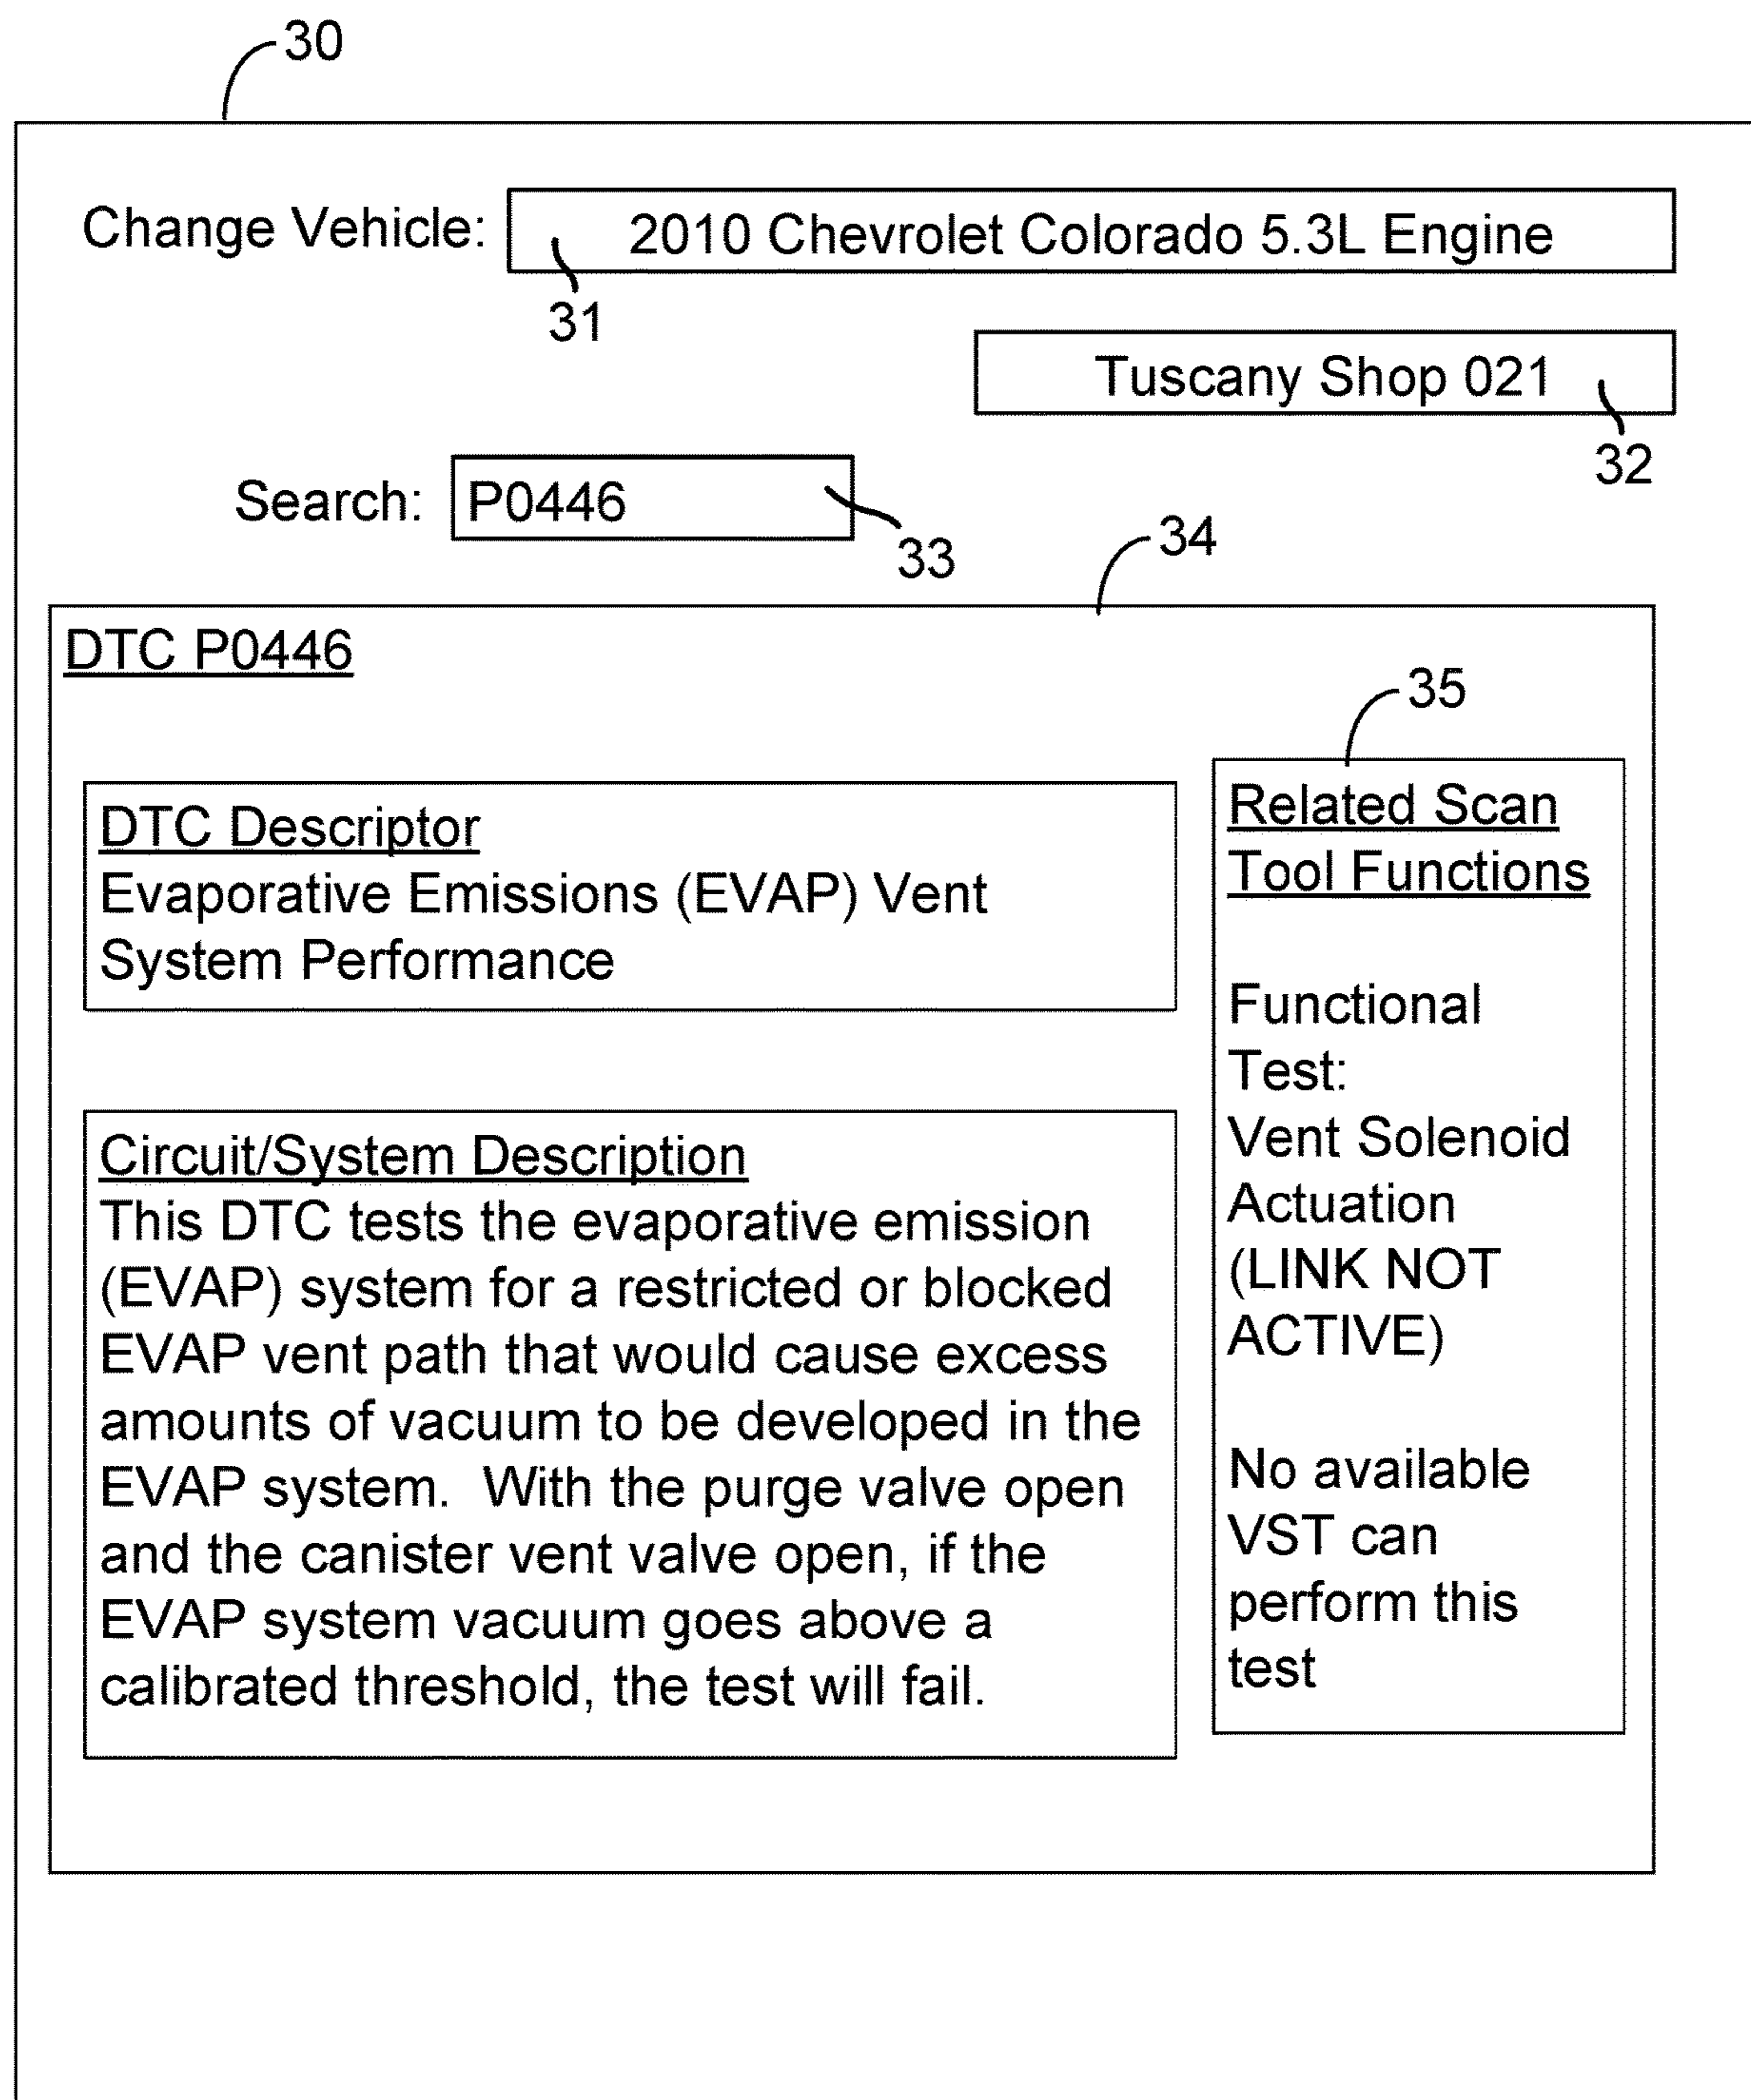 30
Change Vehicle: 2010 Chevrolet Colorado 5.3L Engine
31
Tuscany Shop 021
32
Search: P0446
33
34
DTC P0446
35
DTC Descriptor
Evaporative Emissions (EVAP) Vent
System Performance
Circuit/System Description
This DTC tests the evaporative emission
(EVAP) system for a restricted or blocked
EVAP vent path that would cause excess
amounts of vacuum to be developed in the
EVAP system. With the purge valve open
and the canister vent valve open, if the
EVAP system vacuum goes above a
calibrated threshold, the test will fail.
Related Scan
Tool Functions
Functional
Test:
Vent Solenoid
Actuation
(LINK NOT
ACTIVE)
No available
VST can
perform this
test